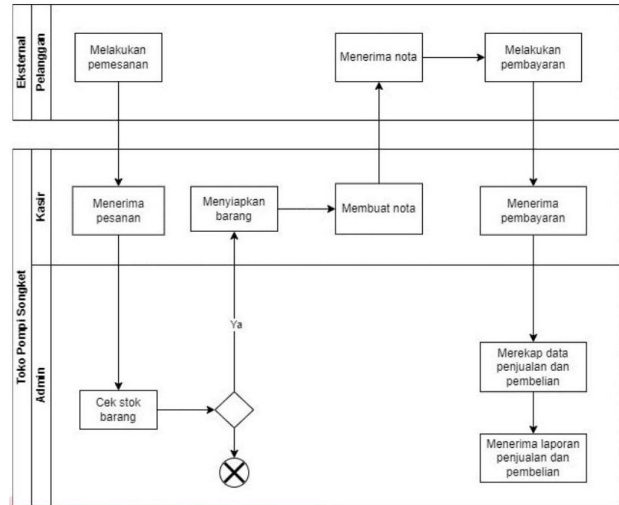 Eksternal
Pelanggan
Melakukan
pemesanan
Menerima nota
Melakukan
pembayaran
Toko Pompi Songket
Kasir
Menerima
pesanan
Menyiapkan
barang
Membuat nota
Menerima
pembayaran
Admin
Ya
Cek stok
barang
Merekap data
penjualan dan
pembelian
Menerima laporan
penjualan dan
pembelian